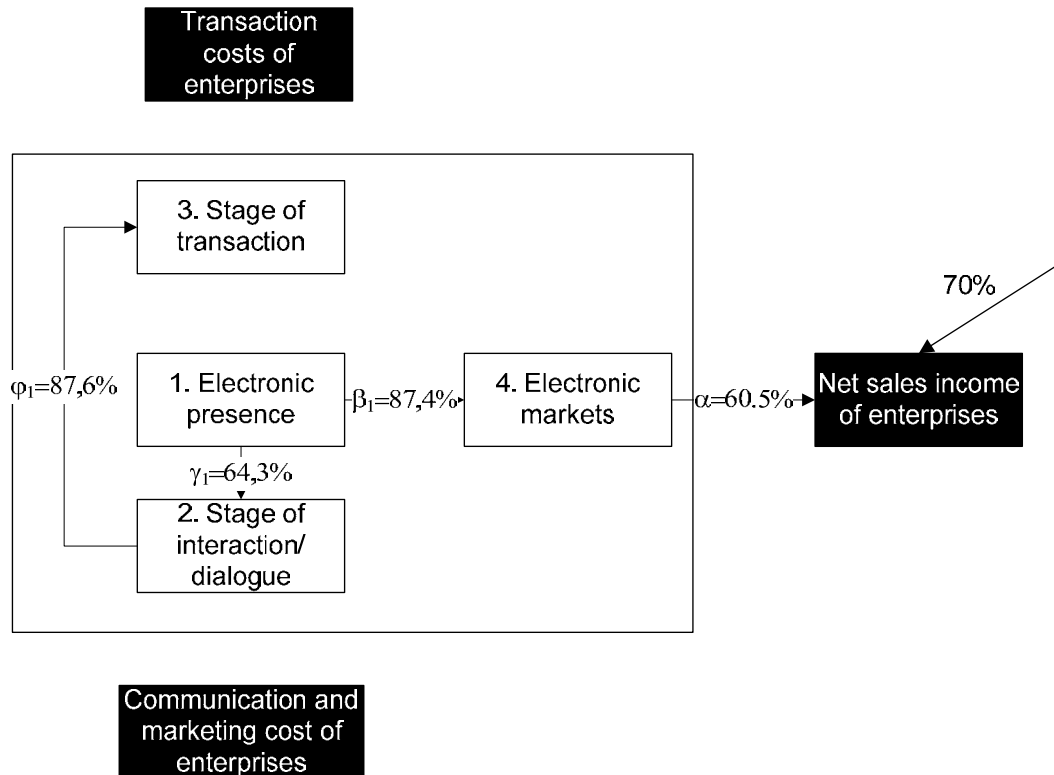 Transaction
costs of
enterprises
3. Stage of
transaction
70%
φ₁=87,6%
1. Electronic
presence
β₁=87,4%
4. Electronic
markets
α=60.5%
Net sales income
of enterprises
γ₁=64,3%
2. Stage of
interaction/
dialogue
Communication and
marketing cost of
enterprises